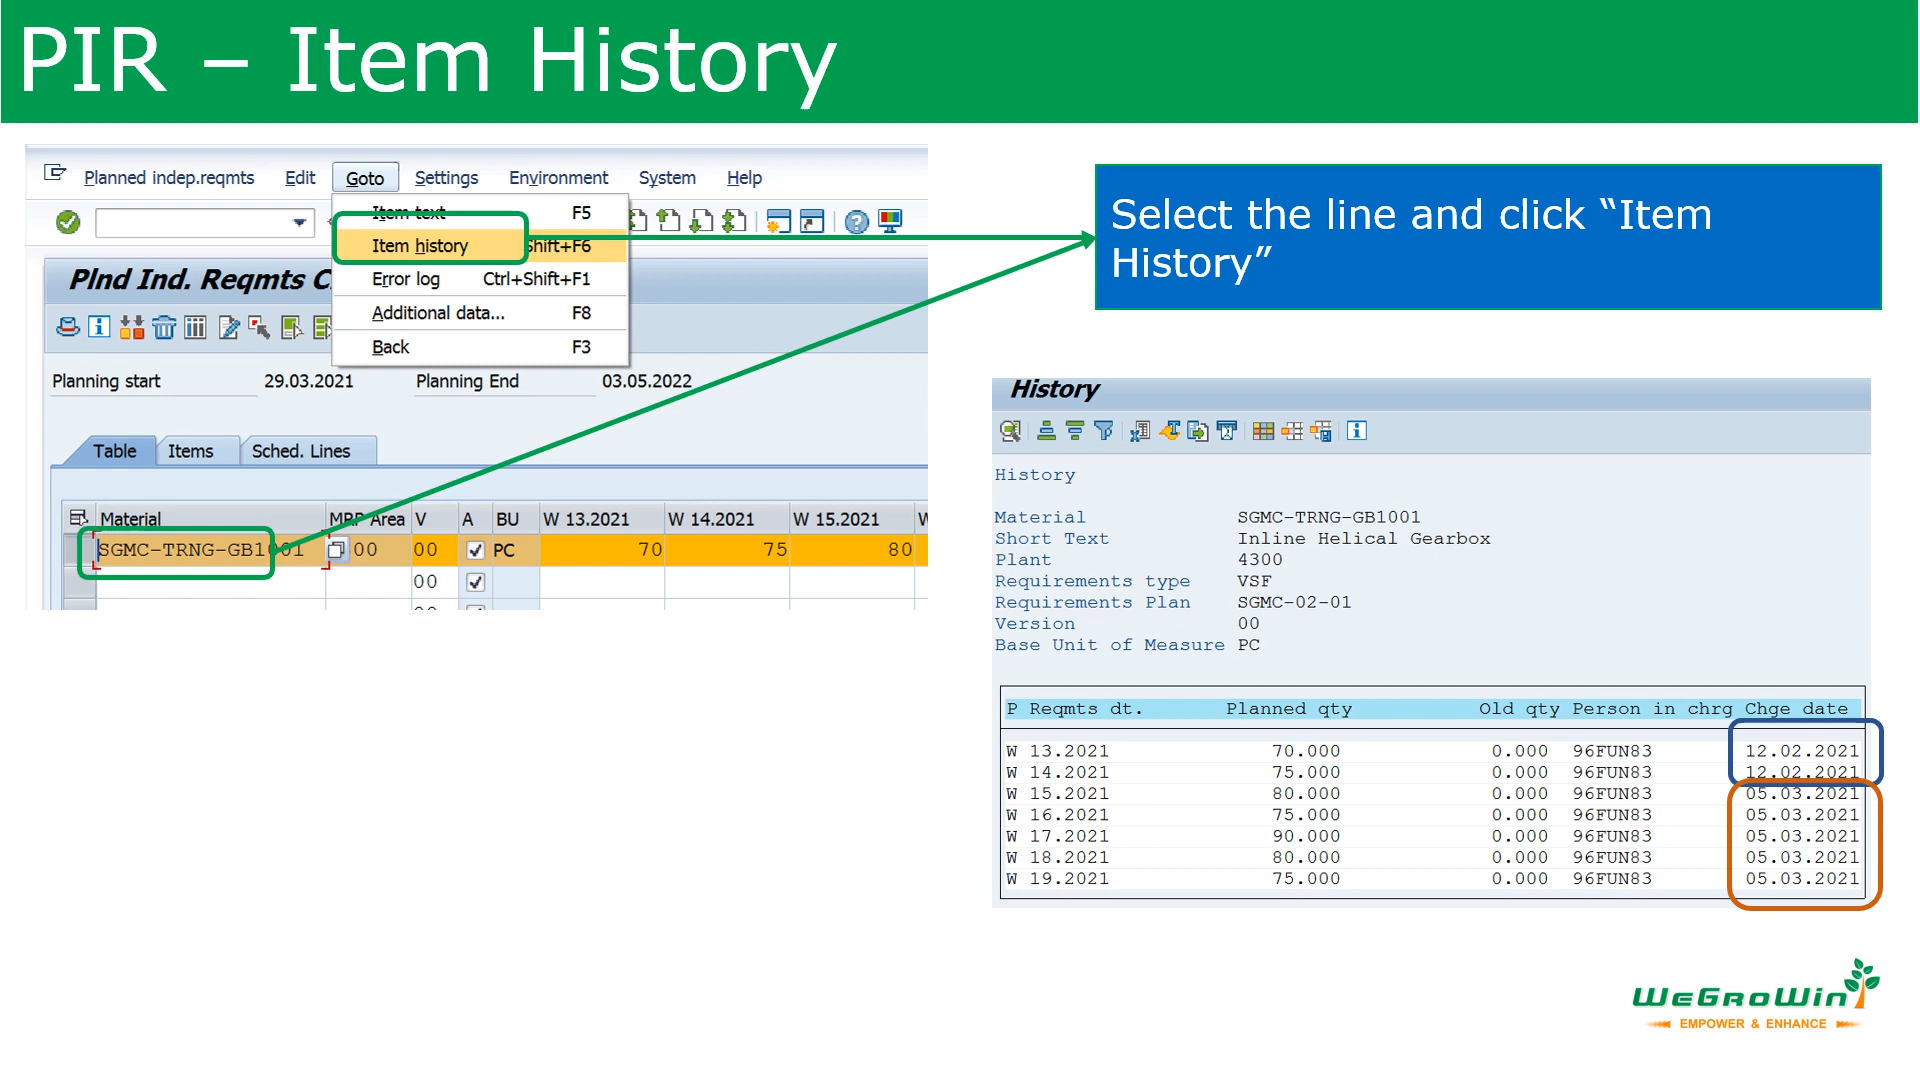 PIR – Item History
Planned indep.reqmts Edit Goto Settings Environment System Help
Item text F5
Item history Shift+F6
Error log Ctrl+Shift+F1
Additional data... F8
Back F3
Plnd Ind. Reqmts
Planning start 29.03.2021 Planning End 03.05.2022
Table Items Sched. Lines
Material MRP Area V A BU W 13.2021 W 14.2021 W 15.2021 W
SGMC-TRNG-GB1001 00 00 PC 70 75 80
00
Select the line and click “Item
History”
History
History
Material SGMC-TRNG-GB1001
Short Text Inline Helical Gearbox
Plant 4300
Requirements type VSF
Requirements Plan SGMC-02-01
Version 00
Base Unit of Measure PC
P Reqmts dt. Planned qty Old qty Person in chrg Chge date
W 13.2021 70.000 0.000 96FUN83 12.02.2021
W 14.2021 75.000 0.000 96FUN83 12.02.2021
W 15.2021 80.000 0.000 96FUN83 05.03.2021
W 16.2021 75.000 0.000 96FUN83 05.03.2021
W 17.2021 90.000 0.000 96FUN83 05.03.2021
W 18.2021 80.000 0.000 96FUN83 05.03.2021
W 19.2021 75.000 0.000 96FUN83 05.03.2021
WeGroWin
EMPOWER & ENHANCE